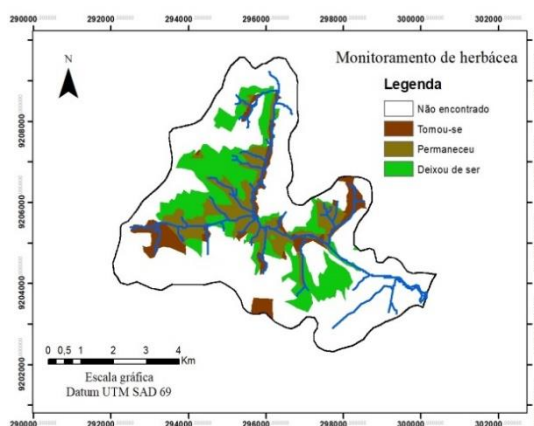 290000 292000 294000 296000 298000 300000 302000
N
Monitoramento de herbácea
Legenda
Não encontrado
Tornou-se
Permaneceu
Deixou de ser
9208000
9206000
9204000
9202000
0 0,5 1 2 3 4
Km
Escala gráfica
Datum UTM SAD 69
290000 292000 294000 296000 298000 300000 302000